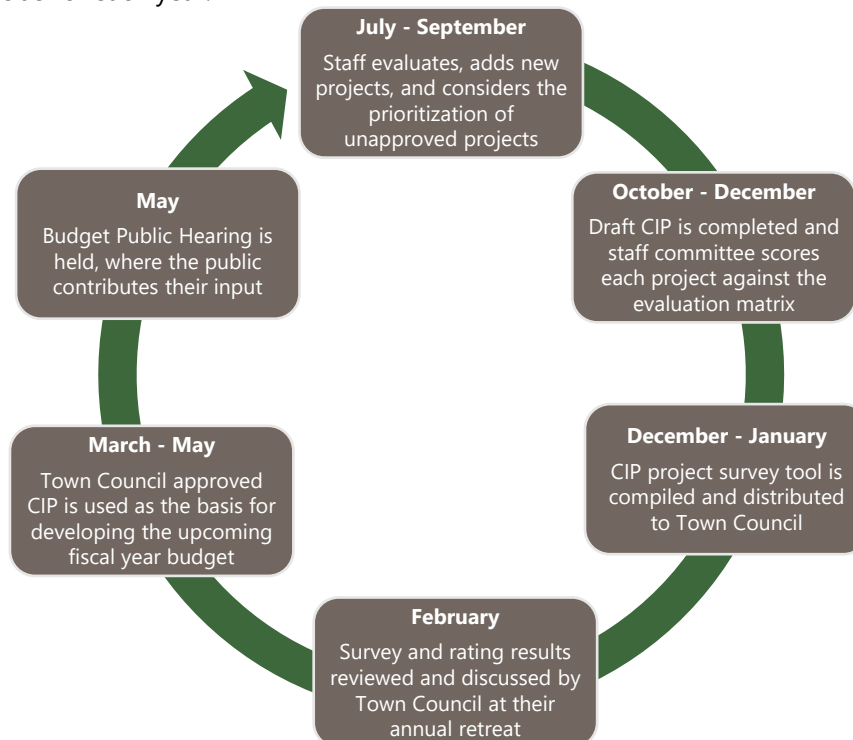 July - September
Staff evaluates, adds new
projects, and considers the
prioritization of
unapproved projects
October - December
Draft CIP is completed and
staff committee scores
each project against the
evaluation matrix
December - January
CIP project survey tool is
compiled and distributed
to Town Council
February
Survey and rating results
reviewed and discussed by
Town Council at their
annual retreat
March - May
Town Council approved
CIP is used as the basis for
developing the upcoming
fiscal year budget
May
Budget Public Hearing is
held, where the public
contributes their input